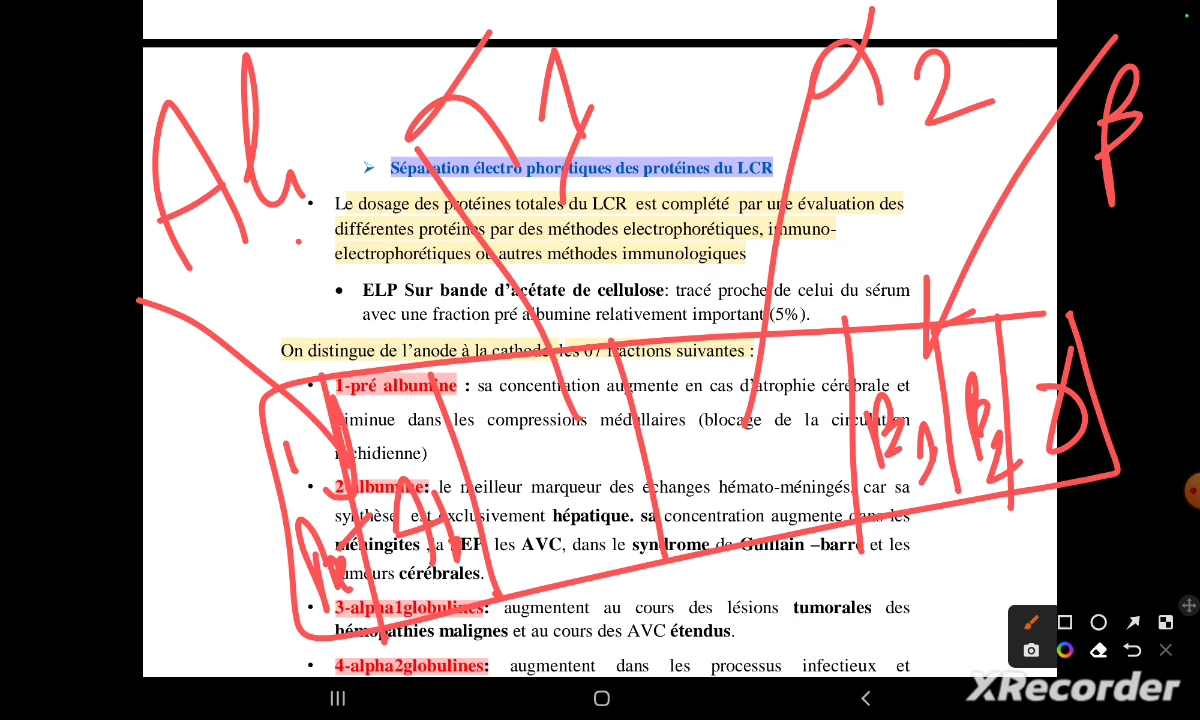 Alb
α1
α2
β
➢ Séparation électro phorétiques des protéines du LCR
• Le dosage des protéines totales du LCR est complété par une évaluation des
différentes protéines par des méthodes electrophorétiques, immuno-
electrophorétiques ou autres méthodes immunologiques
• ELP Sur bande d'acétate de cellulose: tracé proche de celui du sérum
avec une fraction pré albumine relativement important (5%).
On distingue de l'anode à la cathode les 07 fractions suivantes :
• 1-pré albumine : sa concentration augmente en cas d'atrophie cérébrale et
diminue dans les compressions médullaires (blocage de la circulation
rachidienne)
β1
β2
• 2-albumine: le meilleur marqueur des échanges hémato-méningés, car sa
synthèse est exclusivement hépatique. sa concentration augmente dans les
méningites ,la SEP, les AVC, dans le syndrome de Guillain –barré et les
tumeurs cérébrales.
• 3-alpha1globulines: augmentent au cours des lésions tumorales des
hémopathies malignes et au cours des AVC étendus.
• 4-alpha2globulines: augmentent dans les processus infectieux et
XRecorder